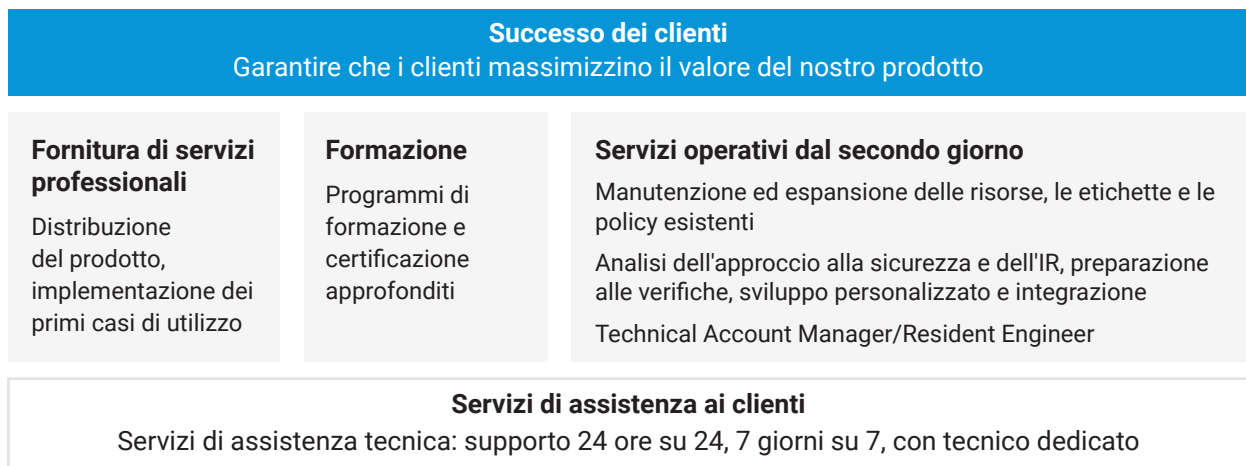 Successo dei clienti
Garantire che i clienti massimizzino il valore del nostro prodotto
Fornitura di servizi
professionali
Distribuzione
del prodotto,
implementazione dei
primi casi di utilizzo
Formazione
Programmi di
formazione e
certificazione
approfonditi
Servizi operativi dal secondo giorno
Manutenzione ed espansione delle risorse, le etichette e le
policy esistenti
Analisi dell'approccio alla sicurezza e dell'IR, preparazione
alle verifiche, sviluppo personalizzato e integrazione
Technical Account Manager/Resident Engineer
Servizi di assistenza ai clienti
Servizi di assistenza tecnica: supporto 24 ore su 24, 7 giorni su 7, con tecnico dedicato